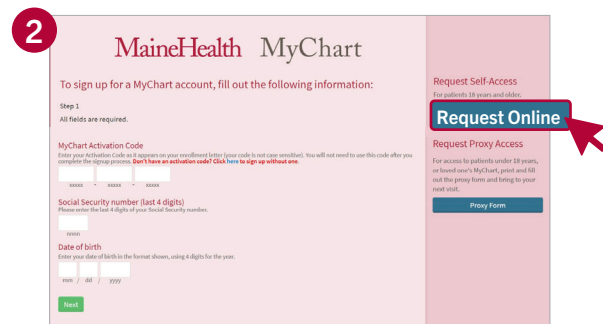 2
MaineHealth MyChart
To sign up for a MyChart account, fill out the following information:
Step 1
All fields are required.
MyChart Activation Code
Enter your Activation Code as it appears on your enrollment letter (your code is not case sensitive). You will not need to use this code after you
complete the signup process. Don't have an activation code? Click here to sign up without one.
xxxxx - xxxxx - xxxxx
Social Security number (last 4 digits)
Please enter the last 4 digits of your Social Security number.
nnnn
Date of birth
Enter your date of birth in the format shown, using 4 digits for the year.
mm / dd / yyyy
Next
Request Self-Access
For patients 18 years and older.
Request Online
Request Proxy Access
For access to patients under 18 years,
or loved one's MyChart, print and fill
out the proxy form and bring to your
next visit.
Proxy Form